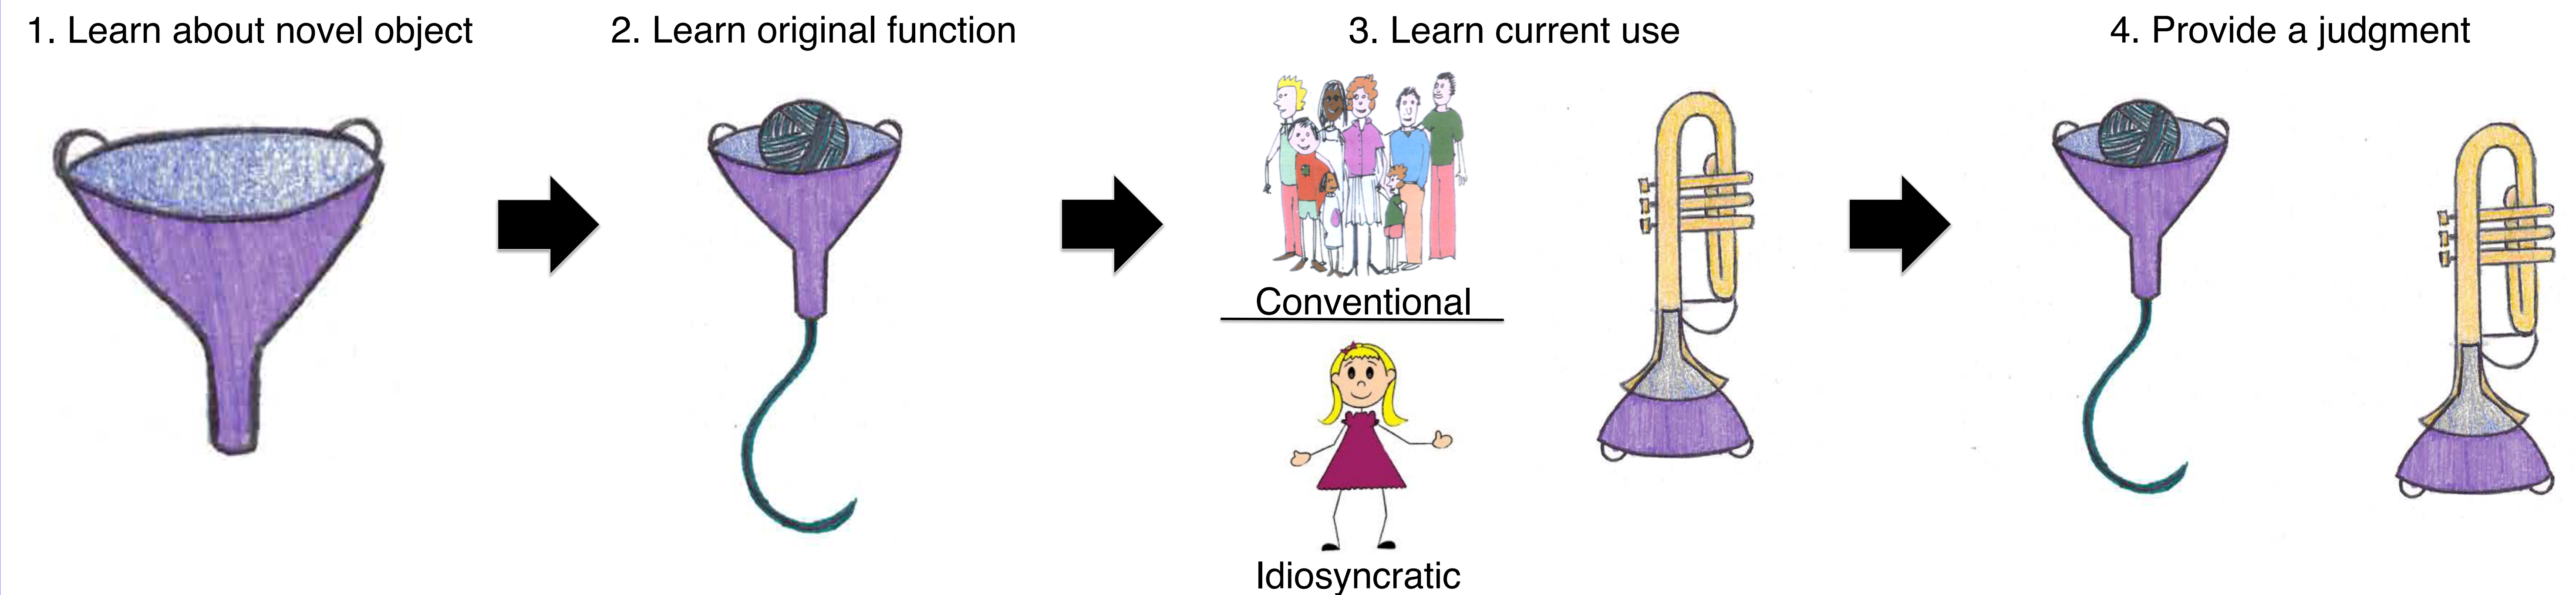 1. Learn about novel object
2. Learn original function
3. Learn current use
4. Provide a judgment
Conventional
Idiosyncratic